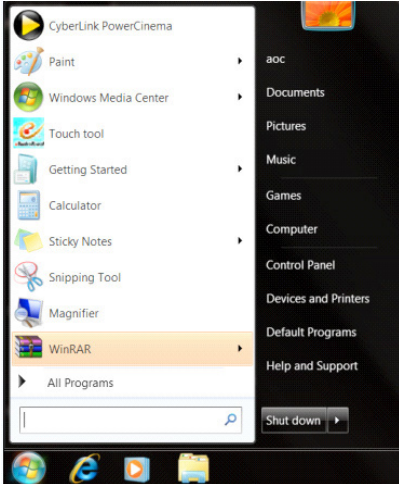 CyberLink PowerCinema
Paint
Windows Media Center
Touch tool
Getting Started
Calculator
Sticky Notes
Snipping Tool
Magnifier
WinRAR
All Programs
aoc
Documents
Pictures
Music
Games
Computer
Control Panel
Devices and Printers
Default Programs
Help and Support
Shut down